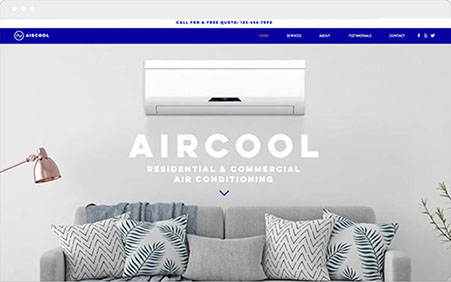 CALL FOR A FREE QUOTE: 123-456-7890
AIRCOOL HOME SERVICES ABOUT TESTIMONIALS CONTACT
AIRCOOL
RESIDENTIAL & COMMERCIAL
AIR CONDITIONING